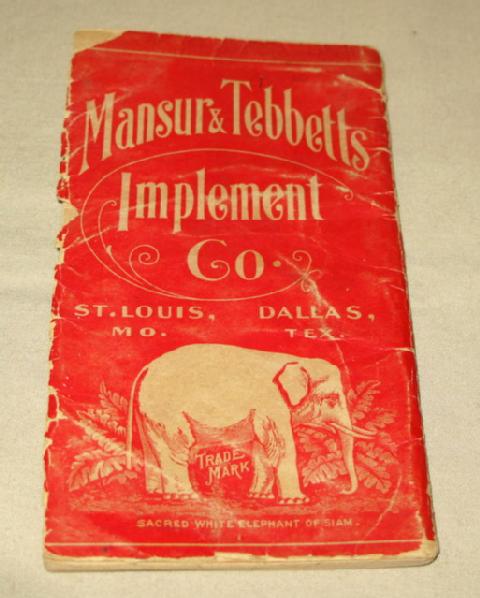 Mansur & Tebbetts
Implement
Co.
ST. LOUIS, DALLAS,
MO. TEX.
TRADE
MARK
SACRED WHITE ELEPHANT OF SIAM.